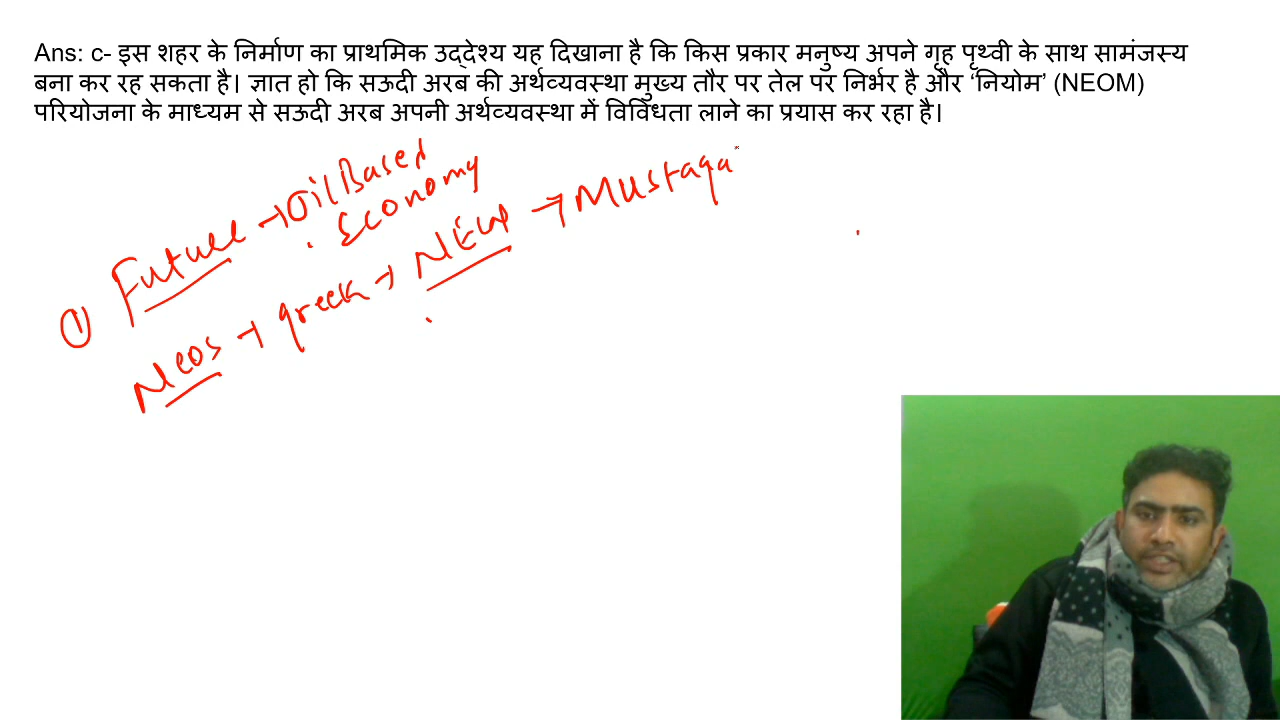 Ans: c- इस शहर के निर्माण का प्राथमिक उद्देश्य यह दिखाना है कि किस प्रकार मनुष्य अपने गृह पृथ्वी के साथ सामंजस्य
बना कर रह सकता है। ज्ञात हो कि सऊदी अरब की अर्थव्यवस्था मुख्य तौर पर तेल पर निर्भर है और ‘नियोम’ (NEOM)
परियोजना के माध्यम से सऊदी अरब अपनी अर्थव्यवस्था में विविधता लाने का प्रयास कर रहा है।
① Future → Oil Based
Economy
Neos → greek → NEW → Mustaqa